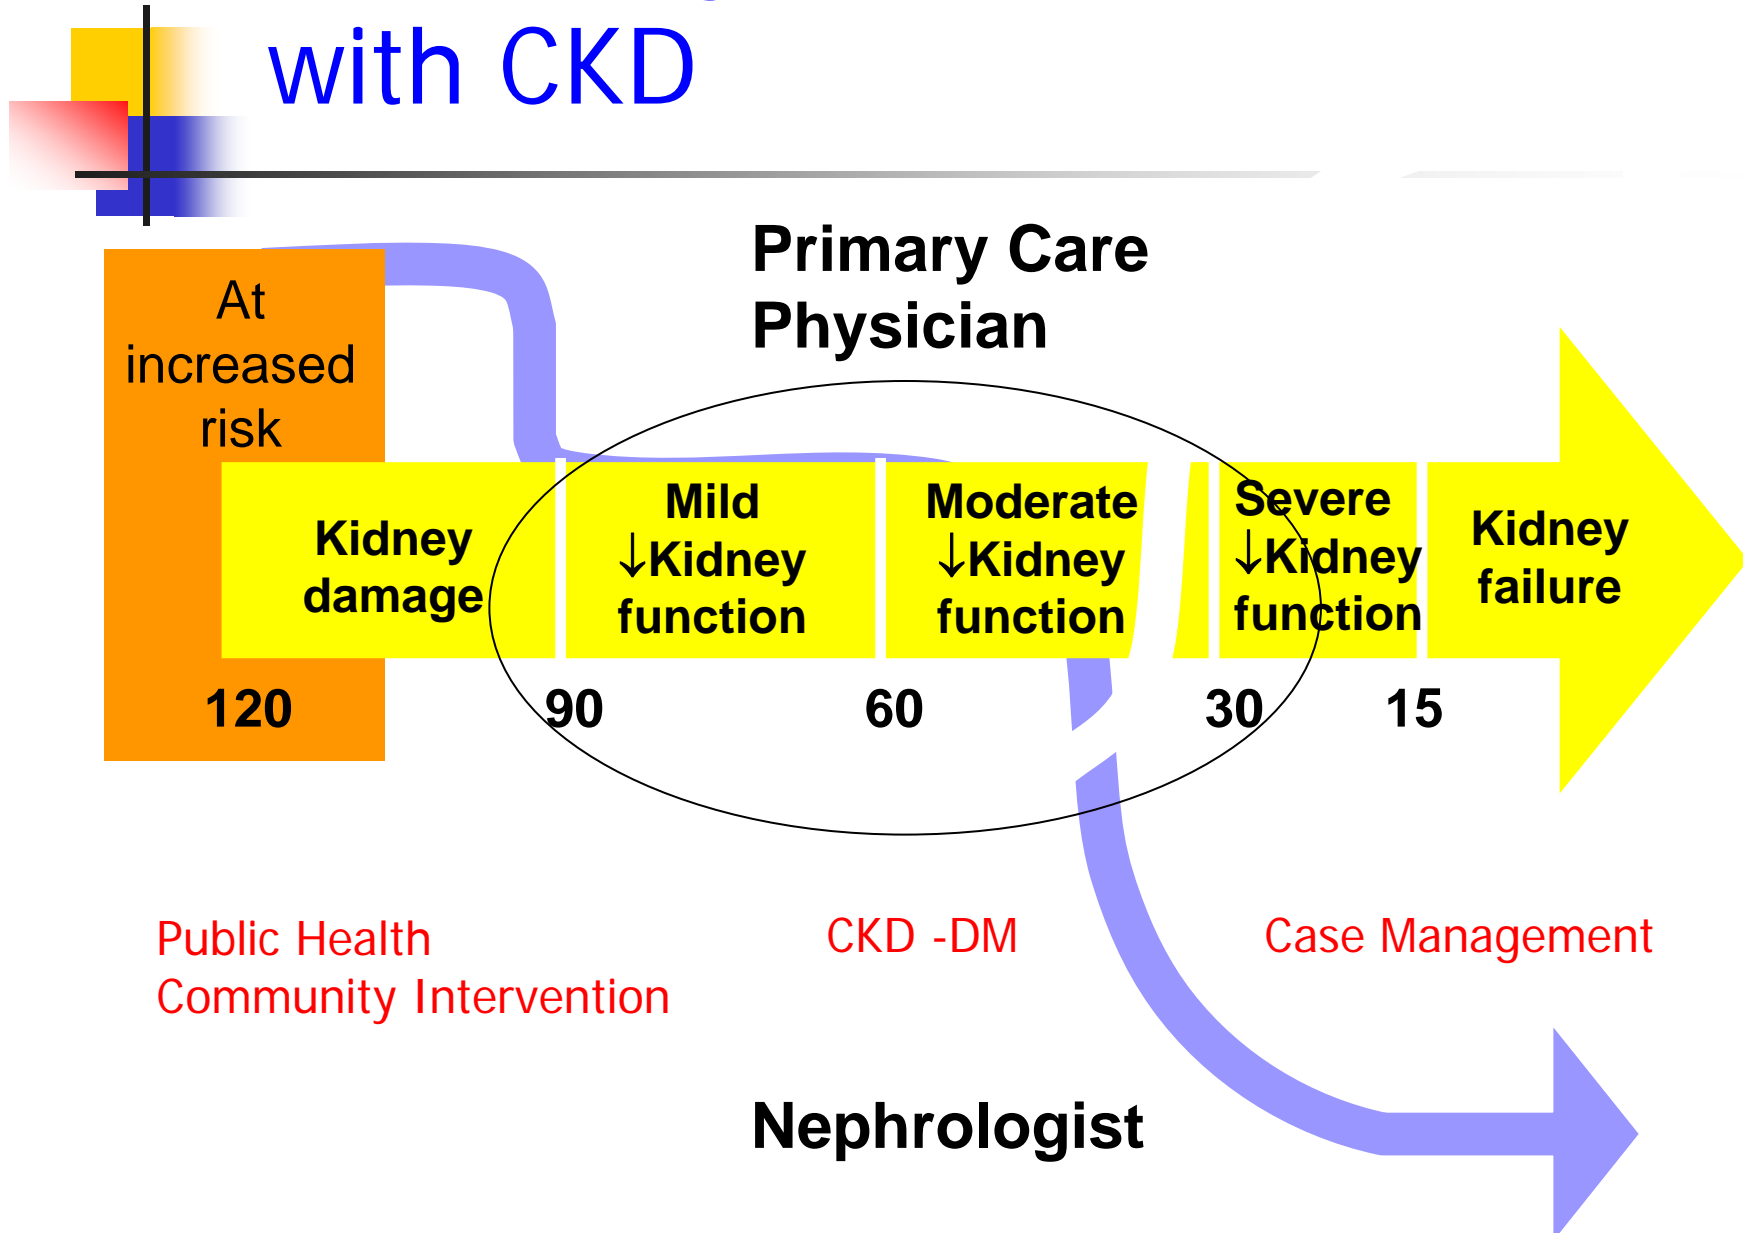 with CKD
Primary Care
Physician
At
increased
risk
Kidney
damage
Mild
↓Kidney
function
Moderate
↓Kidney
function
Severe
↓Kidney
function
Kidney
failure
120
90
60
30
15
Public Health
Community Intervention
CKD -DM
Case Management
Nephrologist